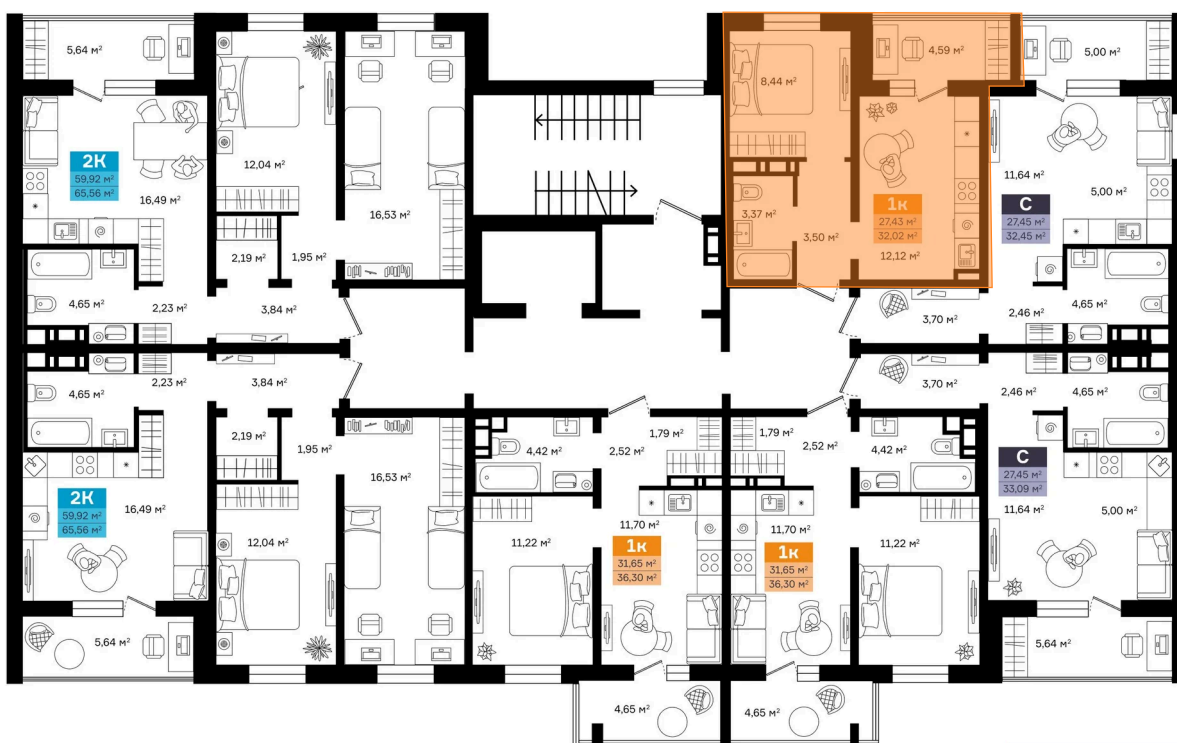 5,64 м²
4,59 м²
5,00 м²
8,44 м²
12,04 м²
2К
59,92 м²
65,56 м²
16,49 м²
16,53 м²
11,64 м²
5,00 м²
С
27,45 м²
32,45 м²
3,37 м²
3,50 м²
1к
27,43 м²
32,02 м²
12,12 м²
2,19 м²
1,95 м²
4,65 м²
2,23 м²
3,84 м²
3,70 м²
2,46 м²
4,65 м²
4,65 м²
2,23 м²
3,84 м²
3,70 м²
2,46 м²
4,65 м²
2,19 м²
1,95 м²
4,42 м²
2,52 м²
1,79 м²
1,79 м²
2,52 м²
4,42 м²
С
27,45 м²
33,09 м²
11,64 м²
5,00 м²
2К
59,92 м²
65,56 м²
16,49 м²
16,53 м²
12,04 м²
11,22 м²
11,70 м²
1к
31,65 м²
36,30 м²
11,70 м²
1к
31,65 м²
36,30 м²
11,22 м²
5,64 м²
5,64 м²
4,65 м²
4,65 м²